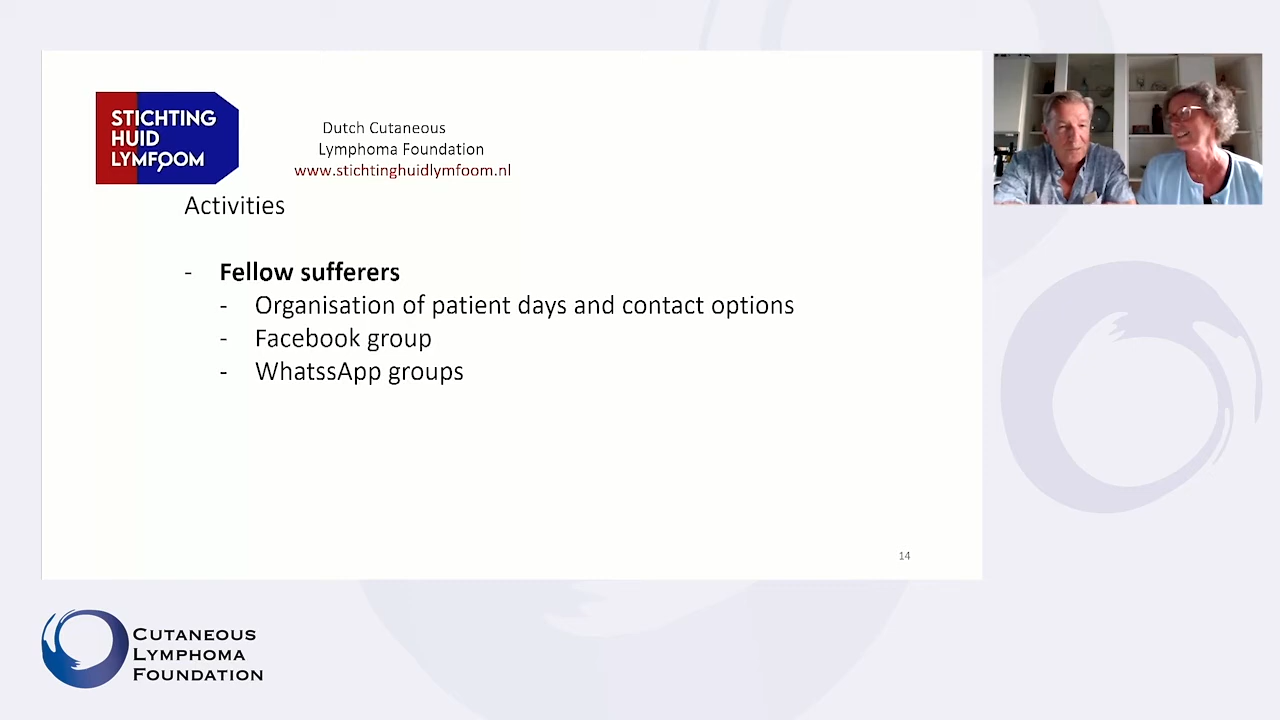 STICHTING
HUID
LYMFOOM
Dutch Cutaneous
Lymphoma Foundation
www.stichtinghuidlymfoom.nl
Activities
- Fellow sufferers
- Organisation of patient days and contact options
- Facebook group
- WhatssApp groups
14
CUTANEOUS
LYMPHOMA
FOUNDATION